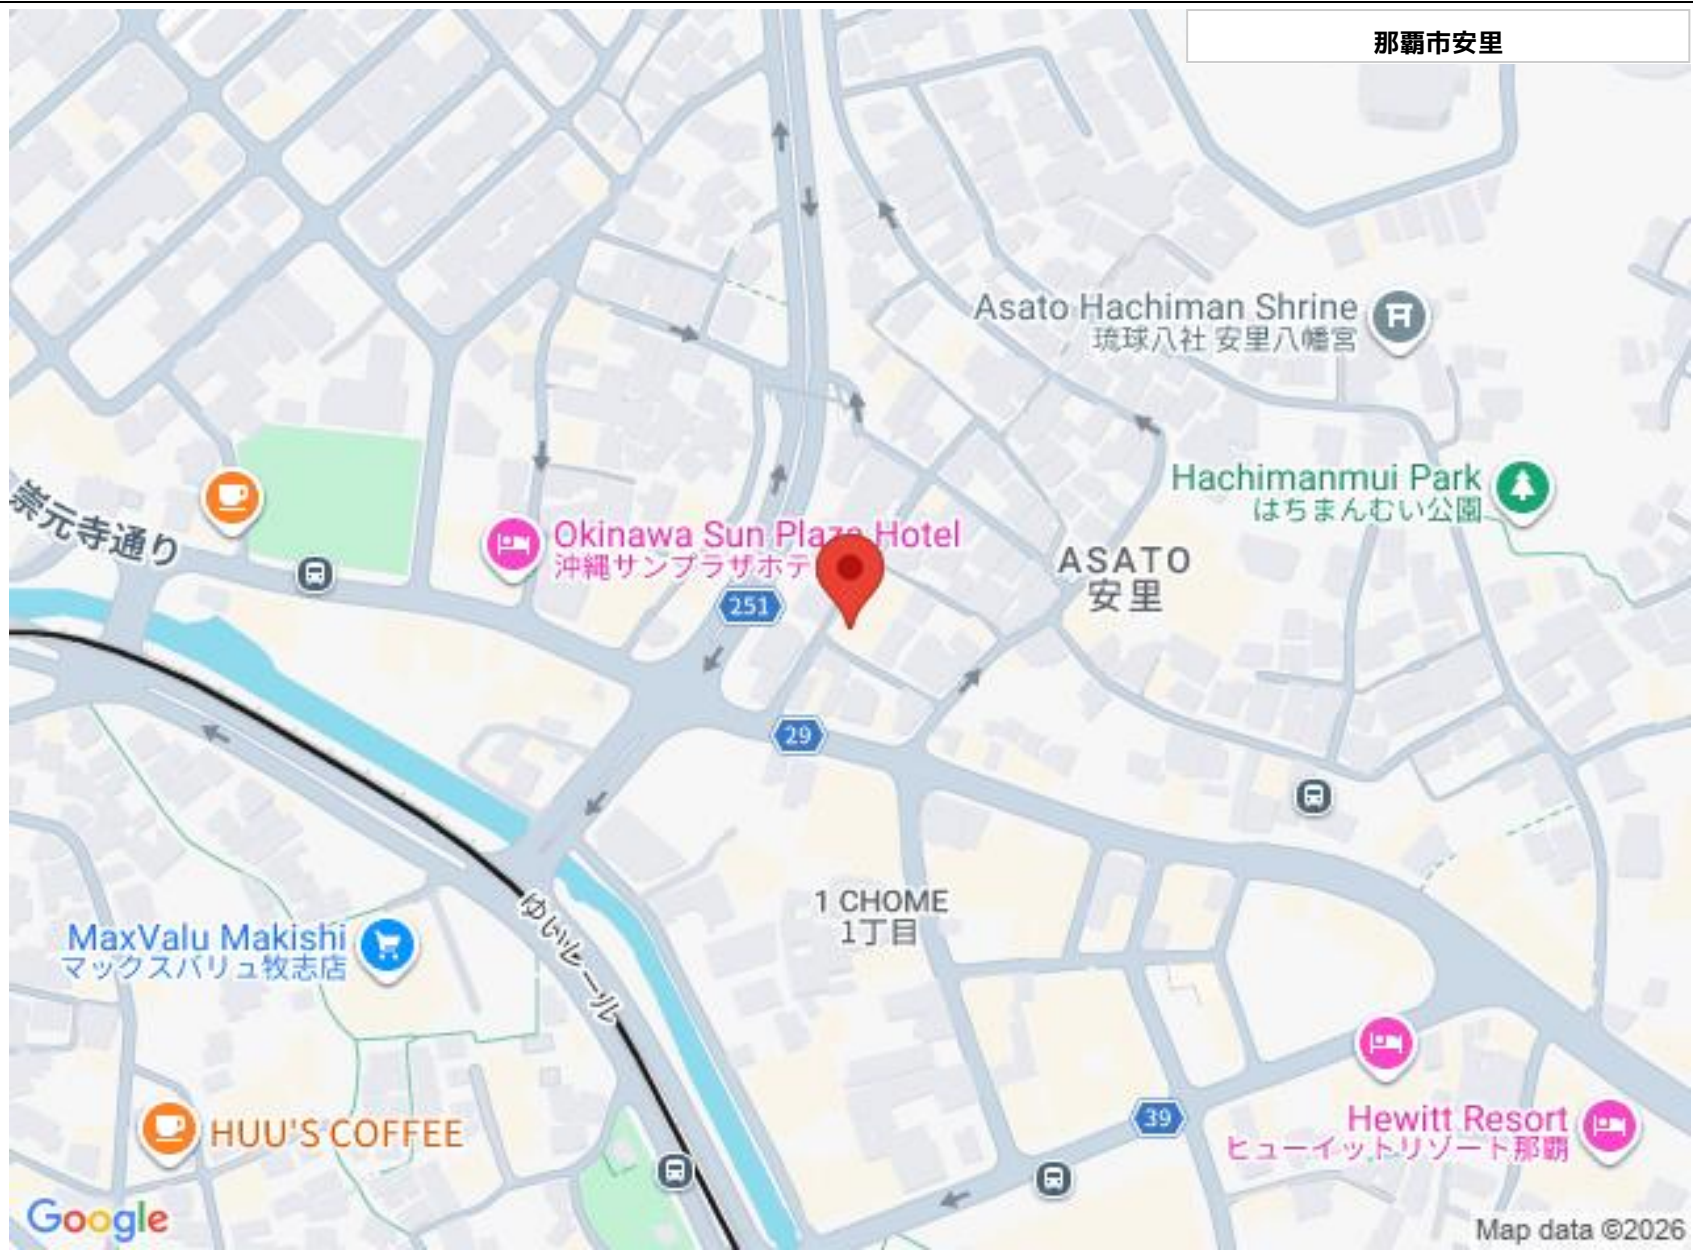 那覇市安里
Asato Hachiman Shrine
琉球八社 安里八幡宮
Hachimanmui Park
はちまんむい公園
崇元寺通り
Okinawa Sun Plaza Hotel
沖縄サンプラザホテ
ASATO
安里
251
29
1 CHOME
1丁目
MaxValu Makishi
マックスバリュ牧志店
ゆいレール
39
Hewitt Resort
ヒューイットリゾート那覇
HUU'S COFFEE
Google
Map data ©2026